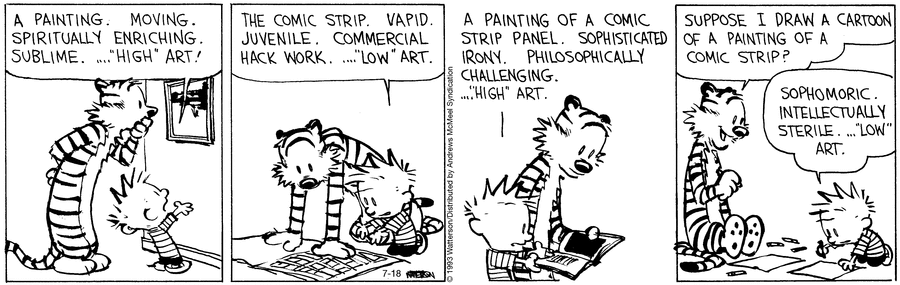 A PAINTING. MOVING.
SPIRITUALLY ENRICHING.
SUBLIME. ...."HIGH" ART!
THE COMIC STRIP. VAPID.
JUVENILE. COMMERCIAL
HACK WORK. ...."LOW" ART.
7-18
© 1993 Watterson/Distributed by Andrews McMeel Syndication
A PAINTING OF A COMIC
STRIP PANEL. SOPHISTICATED
IRONY. PHILOSOPHICALLY
CHALLENGING.
...."HIGH" ART.
SUPPOSE I DRAW A CARTOON
OF A PAINTING OF A
COMIC STRIP?
SOPHOMORIC.
INTELLECTUALLY
STERILE. ...."LOW"
ART.